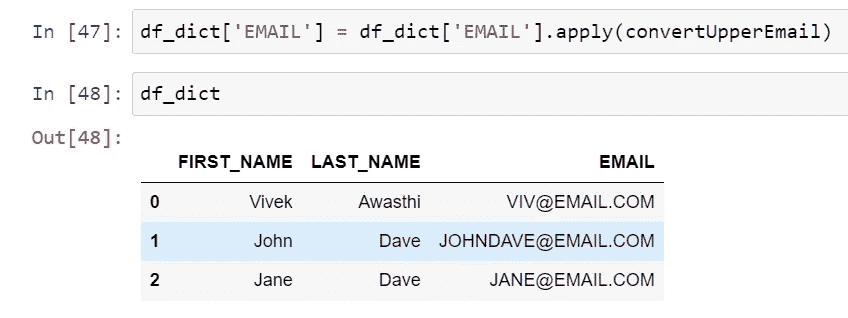 In [47]: df_dict['EMAIL'] = df_dict['EMAIL'].apply(convertUpperEmail)
In [48]: df_dict
Out[48]:
FIRST_NAME LAST_NAME EMAIL
0 Vivek Awasthi VIV@EMAIL.COM
1 John Dave JOHNDAVE@EMAIL.COM
2 Jane Dave JANE@EMAIL.COM